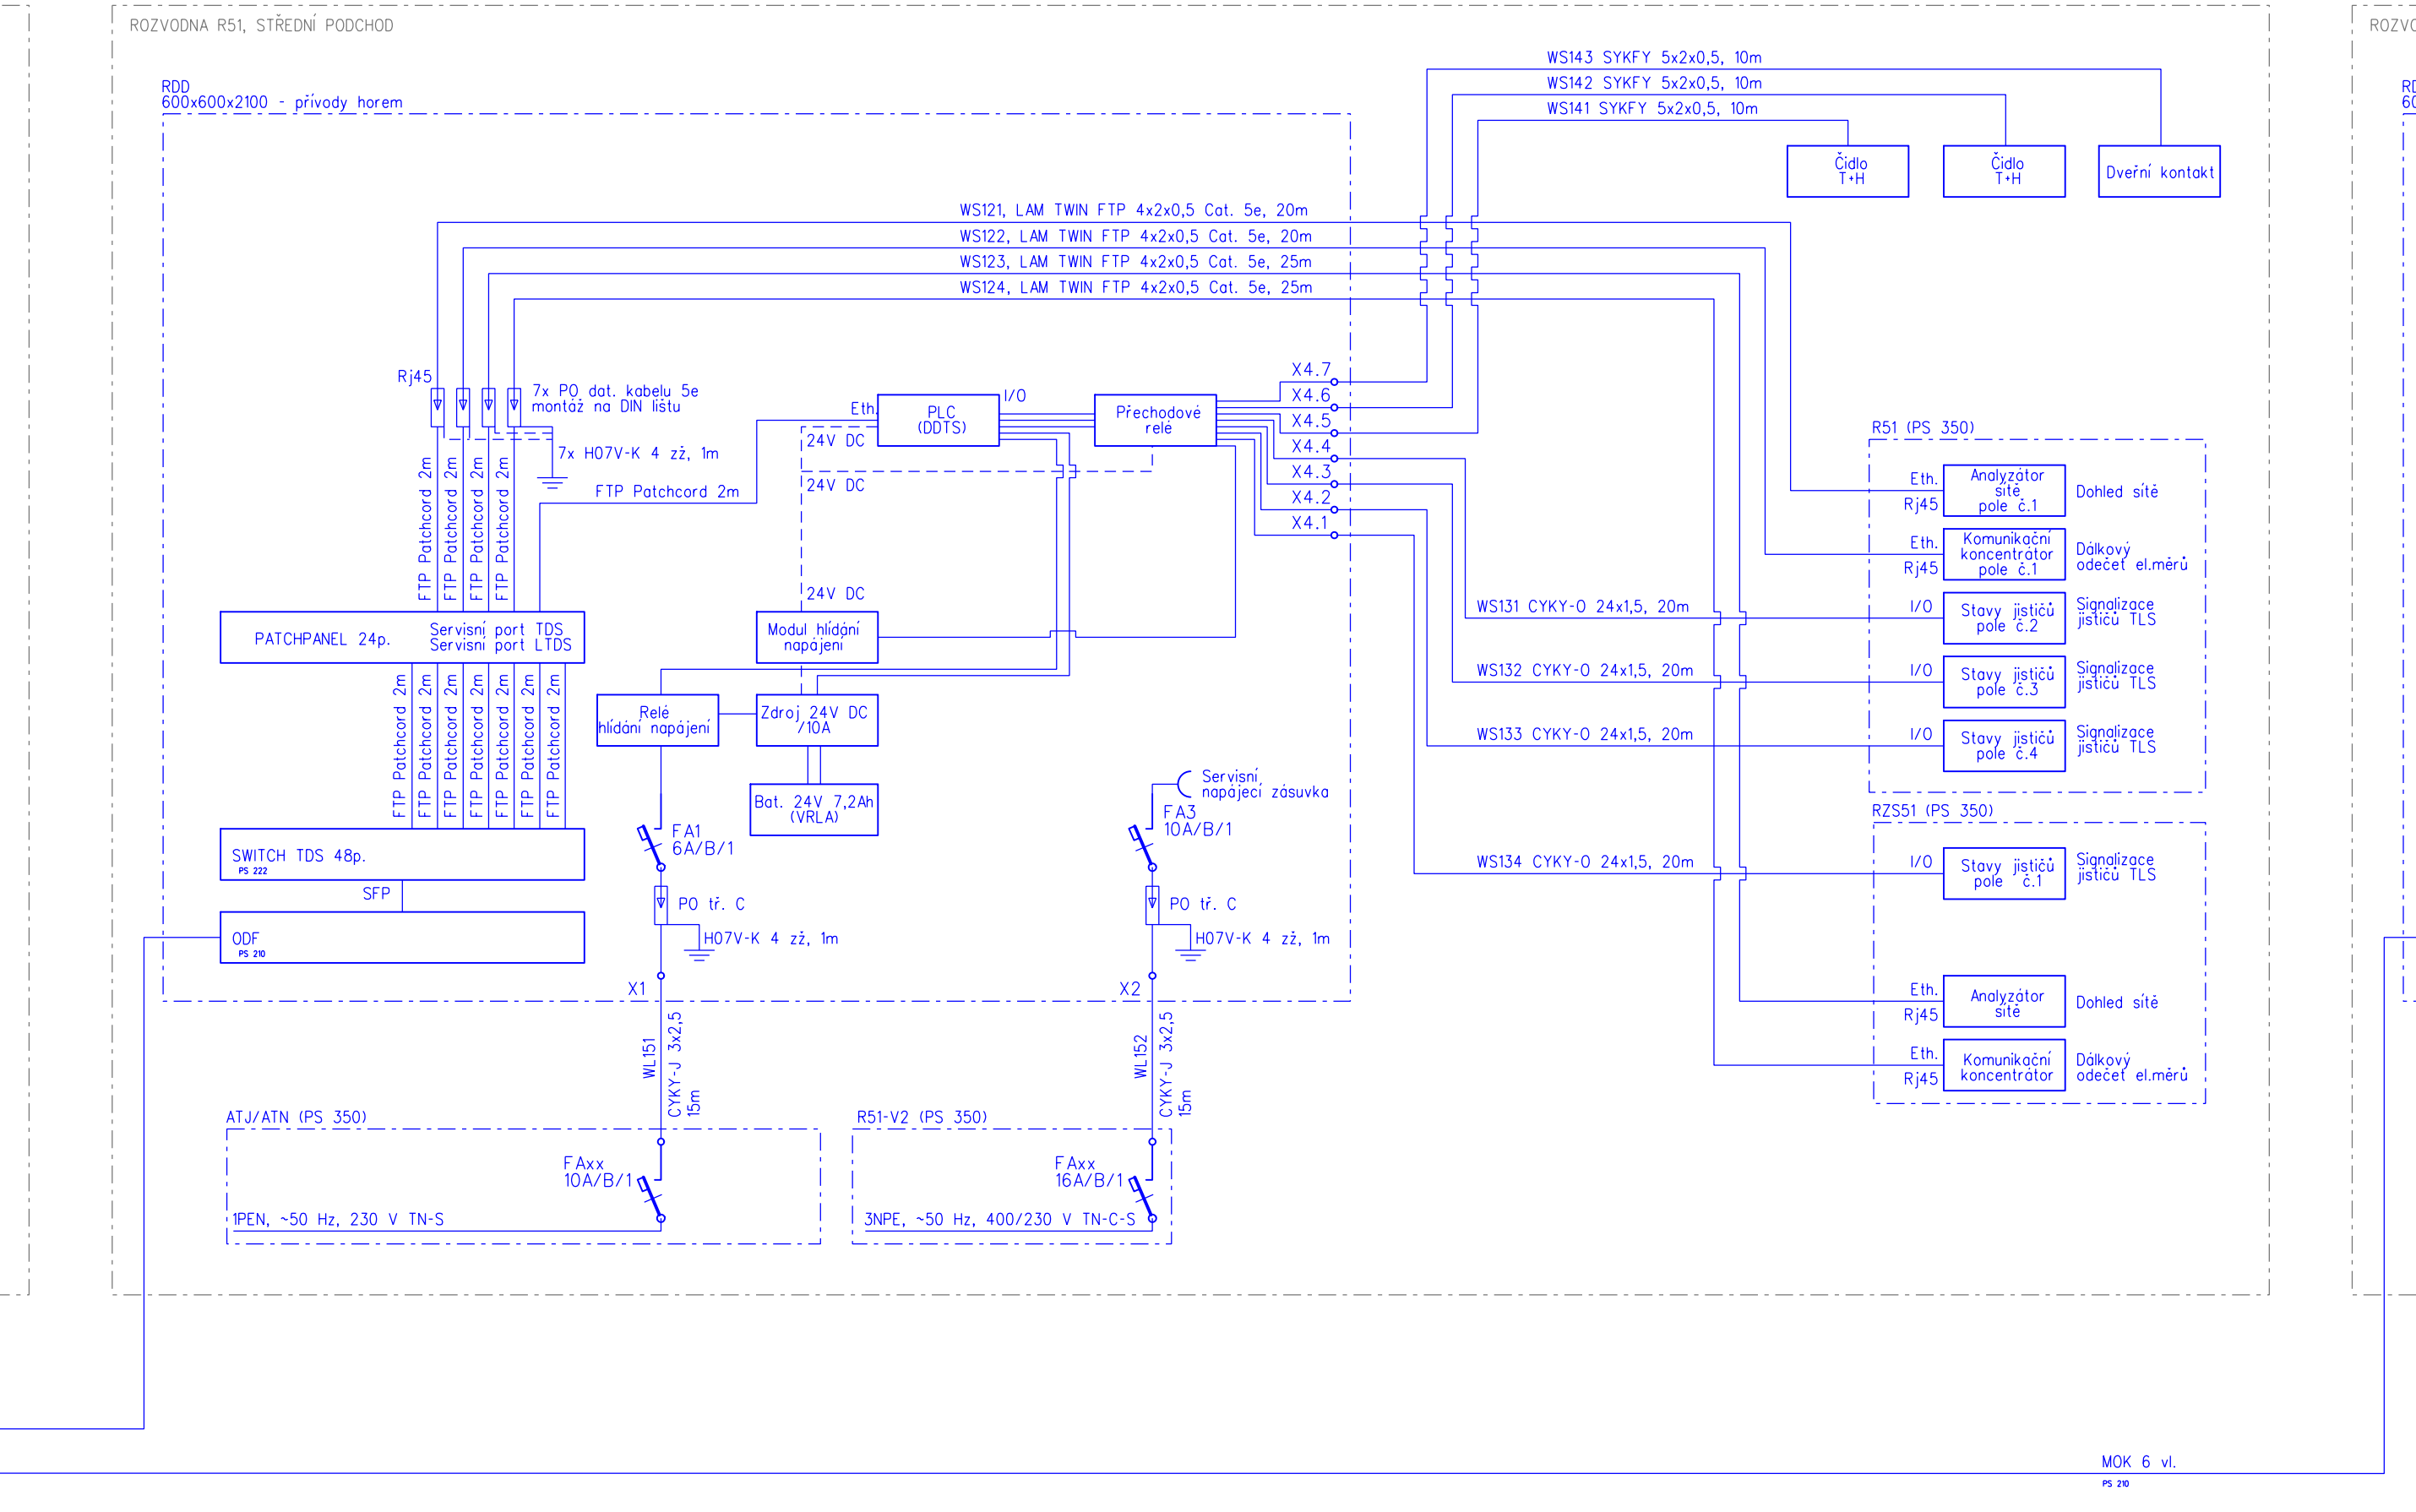 ROZVODNA R51, STŘEDNÍ PODCHOD
ROZVO
RDD
600x600x2100 - přívody horem
RD
60
WS143 SYKFY 5x2x0,5, 10m
WS142 SYKFY 5x2x0,5, 10m
WS141 SYKFY 5x2x0,5, 10m
Čidlo
T+H
Čidlo
T+H
Dveřní kontakt
WS121, LAM TWIN FTP 4x2x0,5 Cat. 5e, 20m
WS122, LAM TWIN FTP 4x2x0,5 Cat. 5e, 20m
WS123, LAM TWIN FTP 4x2x0,5 Cat. 5e, 25m
WS124, LAM TWIN FTP 4x2x0,5 Cat. 5e, 25m
Rj45
7x PO dat. kabelu 5e
montáž na DIN lištu
7x H07V-K 4 zž, 1m
FTP Patchcord 2m
FTP Patchcord 2m
FTP Patchcord 2m
FTP Patchcord 2m
FTP Patchcord 2m
Eth.
24V DC
24V DC
24V DC
PLC
(DDTS)
I/O
Přechodové
relé
X4.7
X4.6
X4.5
X4.4
X4.3
X4.2
X4.1
PATCHPANEL 24p.
Servisní port TDS
Servisní port LTDS
Modul hlídání
napájení
FTP Patchcord 2m
FTP Patchcord 2m
FTP Patchcord 2m
FTP Patchcord 2m
FTP Patchcord 2m
FTP Patchcord 2m
FTP Patchcord 2m
Relé
hlídání napájení
Zdroj 24V DC
/10A
Bat. 24V 7,2Ah
(VRLA)
Servisní
napájecí zásuvka
FA1
6A/B/1
FA3
10A/B/1
SWITCH TDS 48p.
PS 222
SFP
ODF
PS 210
PO tř. C
H07V-K 4 zž, 1m
PO tř. C
H07V-K 4 zž, 1m
X1
X2
WL151
CYKY-J 3x2,5
15m
WL152
CYKY-J 3x2,5
15m
ATJ/ATN (PS 350)
FAxx
10A/B/1
1PEN, ~50 Hz, 230 V TN-S
R51-V2 (PS 350)
FAxx
16A/B/1
3NPE, ~50 Hz, 400/230 V TN-C-S
R51 (PS 350)
Eth.
Rj45
Analyzátor
sítě
pole č.1
Dohled sítě
Eth.
Rj45
Komunikační
koncentrátor
pole č.1
Dálkový
odečet el.měrů
WS131 CYKY-O 24x1,5, 20m
I/O
Stavy jističů
pole č.2
Signalizace
jističů TLS
WS132 CYKY-O 24x1,5, 20m
I/O
Stavy jističů
pole č.3
Signalizace
jističů TLS
WS133 CYKY-O 24x1,5, 20m
I/O
Stavy jističů
pole č.4
Signalizace
jističů TLS
RZS51 (PS 350)
WS134 CYKY-O 24x1,5, 20m
I/O
Stavy jističů
pole č.1
Signalizace
jističů TLS
Eth.
Rj45
Analyzátor
sítě
Dohled sítě
Eth.
Rj45
Komunikační
koncentrátor
Dálkový
odečet el.měrů
MOK 6 vl.
PS 210